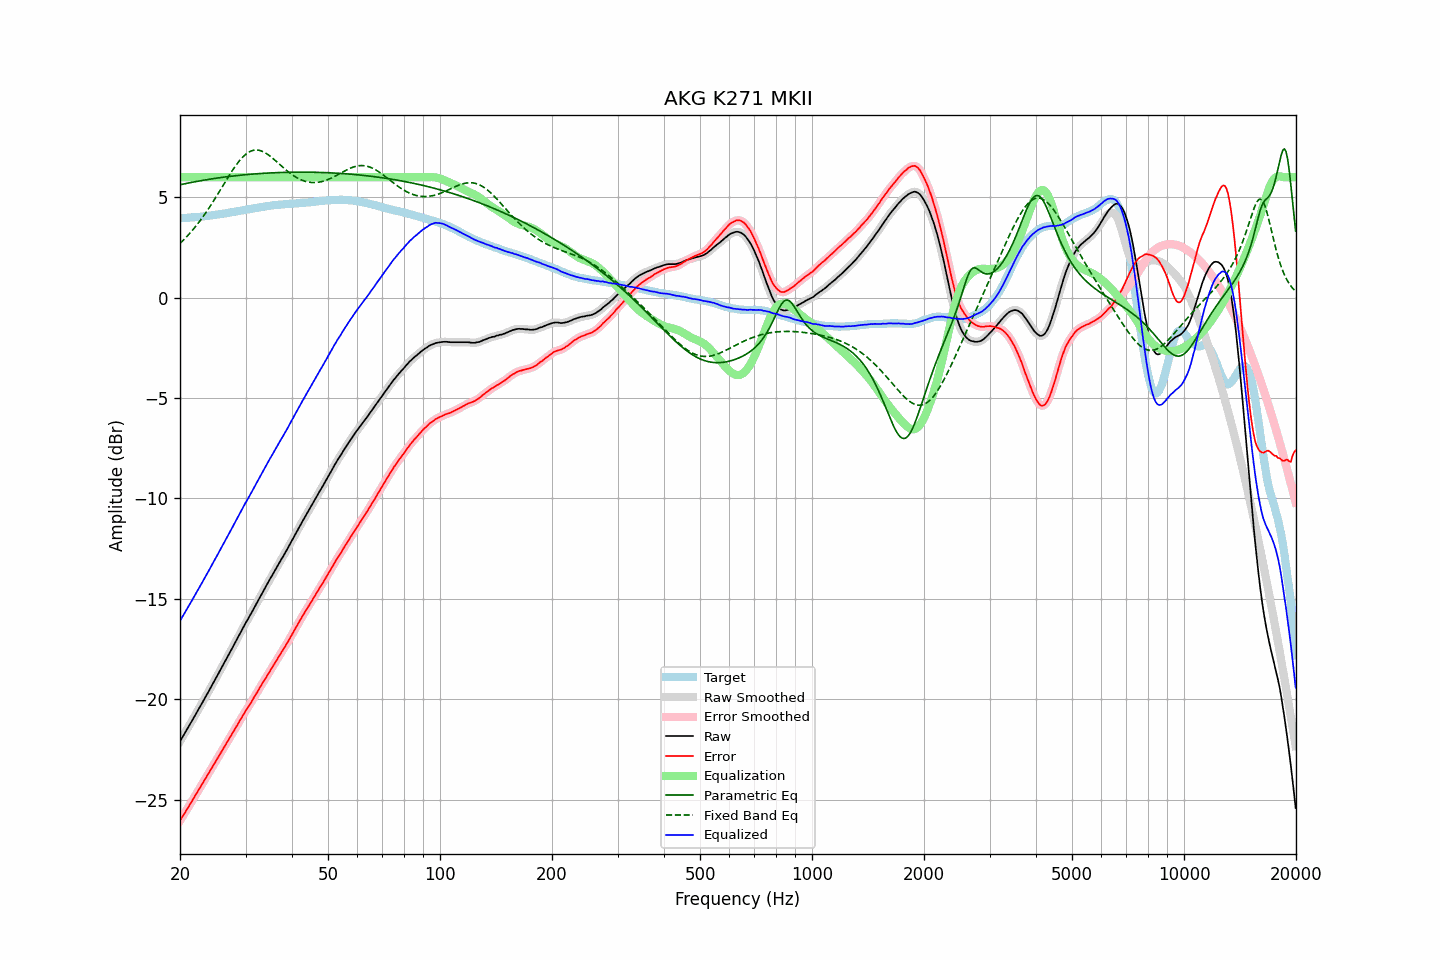 AKG K271 MKII
Amplitude (dBr)
5
0
−5
−10
−15
−20
−25
20
50
100
200
500
1000
2000
5000
10000
20000
Frequency (Hz)
Target
Raw Smoothed
Error Smoothed
Raw
Error
Equalization
Parametric Eq
Fixed Band Eq
Equalized